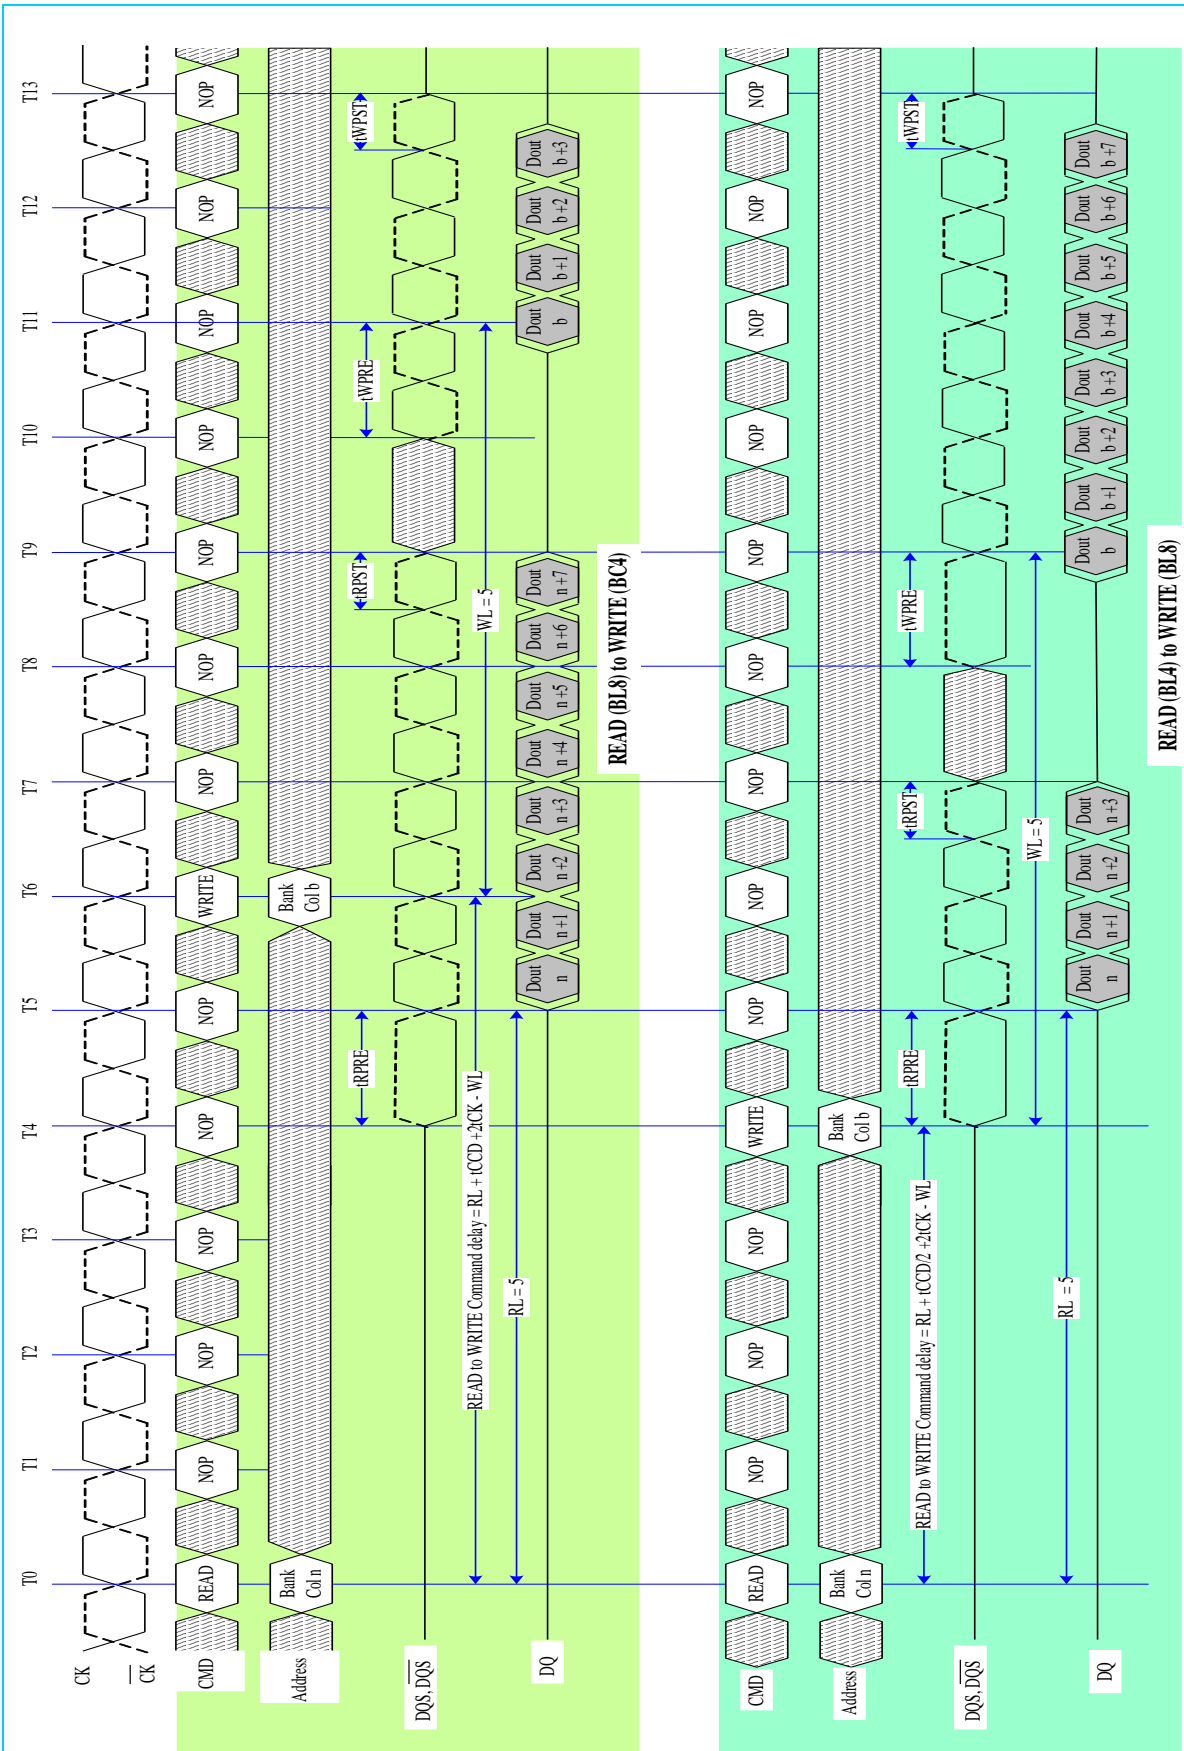 T0 T1 T2 T3 T4 T5 T6 T7 T8 T9 T10 T11 T12 T13
CK
CK
CMD READ NOP NOP NOP NOP NOP WRITE NOP NOP NOP NOP NOP NOP NOP
Address
Bank
Col n
Bank
Col b
tRPRE tRPST tWPRE tWPST
DQS, DQS
READ to WRITE Command delay = RL + tCCD +2tCK - WL
WL = 5
RL = 5
DQ
Dout
n
Dout
n+1
Dout
n+2
Dout
n+3
Dout
n+4
Dout
n+5
Dout
n+6
Dout
n+7
Dout
b
Dout
b+1
Dout
b+2
Dout
b+3
READ (BL8) to WRITE (BC4)
CMD READ NOP NOP NOP WRITE NOP NOP NOP NOP NOP NOP NOP NOP NOP
Address
Bank
Col n
Bank
Col b
tRPRE tRPST tWPRE tWPST
READ to WRITE Command delay = RL + tCCD/2 +2tCK - WL
DQS, DQS
WL = 5
RL = 5
DQ
Dout
n
Dout
n+1
Dout
n+2
Dout
n+3
Dout
b
Dout
b+1
Dout
b+2
Dout
b+3
Dout
b+4
Dout
b+5
Dout
b+6
Dout
b+7
READ (BL4) to WRITE (BL8)